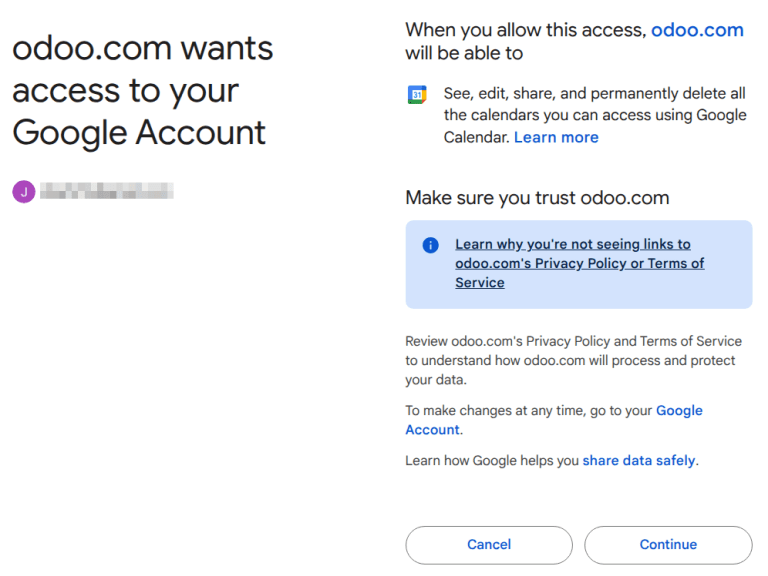 odoo.com wants
access to your
Google Account
J
When you allow this access, odoo.com
will be able to
31
See, edit, share, and permanently delete all
the calendars you can access using Google
Calendar. Learn more
Make sure you trust odoo.com
Learn why you're not seeing links to
odoo.com's Privacy Policy or Terms of
Service
Review odoo.com's Privacy Policy and Terms of Service
to understand how odoo.com will process and protect
your data.
To make changes at any time, go to your Google
Account.
Learn how Google helps you share data safely.
Cancel
Continue